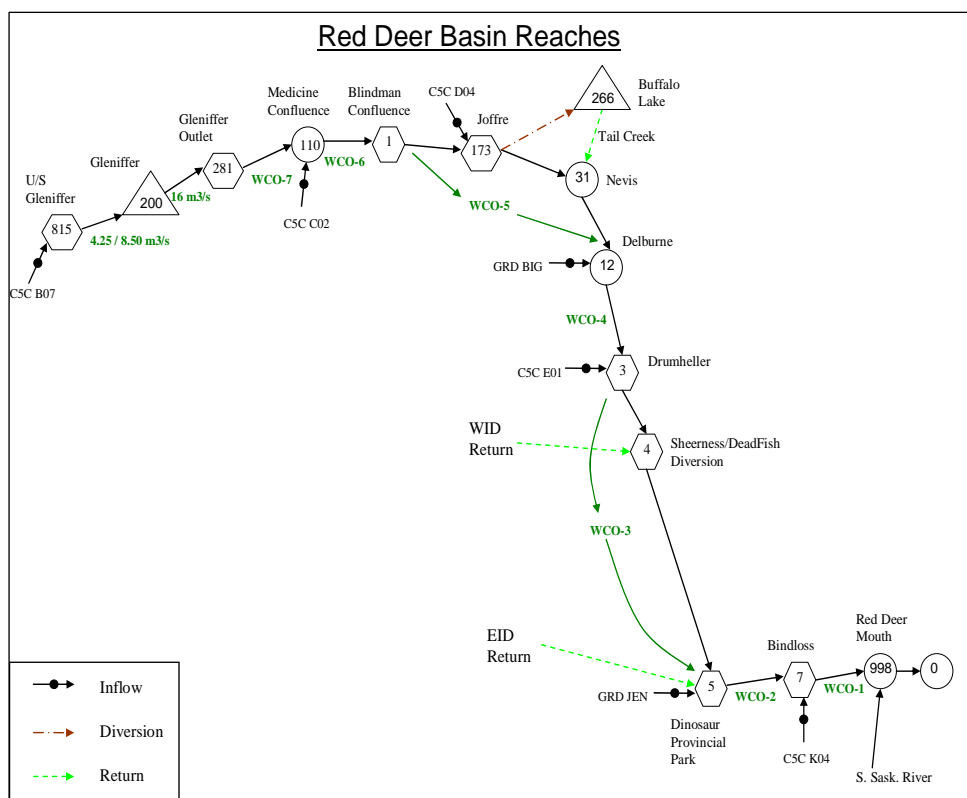 Red Deer Basin Reaches
C5C D04
Buffalo
Lake
266
Medicine
Confluence
Blindman
Confluence
Joffre
Gleniffer
Outlet
Tail Creek
110
1
173
WCO-6
Gleniffer
281
WCO-7
31
Nevis
U/S
Gleniffer
200
16 m3/s
WCO-5
C5C C02
815
4.25 / 8.50 m3/s
Delburne
GRD BIG
12
C5C B07
WCO-4
Drumheller
C5C E01
3
WID
Return
4
Sheerness/DeadFish
Diversion
WCO-3
EID
Return
Bindloss
Red Deer
Mouth
998
0
7
5
WCO-2
WCO-1
GRD JEN
Dinosaur
Provincial
Park
C5C K04
S. Sask. River
Inflow
Diversion
Return